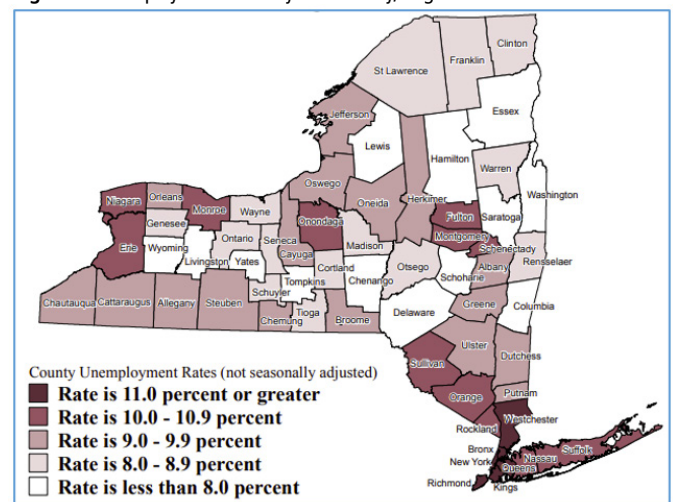 Clinton
Franklin
St Lawrence
Essex
Jefferson
Lewis
Hamilton
Warren
Washington
Oswego
Oneida
Herkimer
Fulton
Saratoga
Niagara
Orleans
Monroe
Wayne
Onondaga
Montgomery
Genesee
Ontario
Seneca
Cayuga
Madison
Schenectady
Erie
Wyoming
Livingston
Yates
Cortland
Otsego
Schoharie
Albany
Rensselaer
Tompkins
Chenango
Schuyler
Chautauqua
Cattaraugus
Allegany
Steuben
Chemung
Tioga
Broome
Delaware
Greene
Columbia
Ulster
Dutchess
Sullivan
Orange
Putnam
Westchester
Rockland
Bronx
New York
Richmond
Kings
Queens
Nassau
Suffolk
County Unemployment Rates (not seasonally adjusted)
Rate is 11.0 percent or greater
Rate is 10.0 - 10.9 percent
Rate is 9.0 - 9.9 percent
Rate is 8.0 - 8.9 percent
Rate is less than 8.0 percent